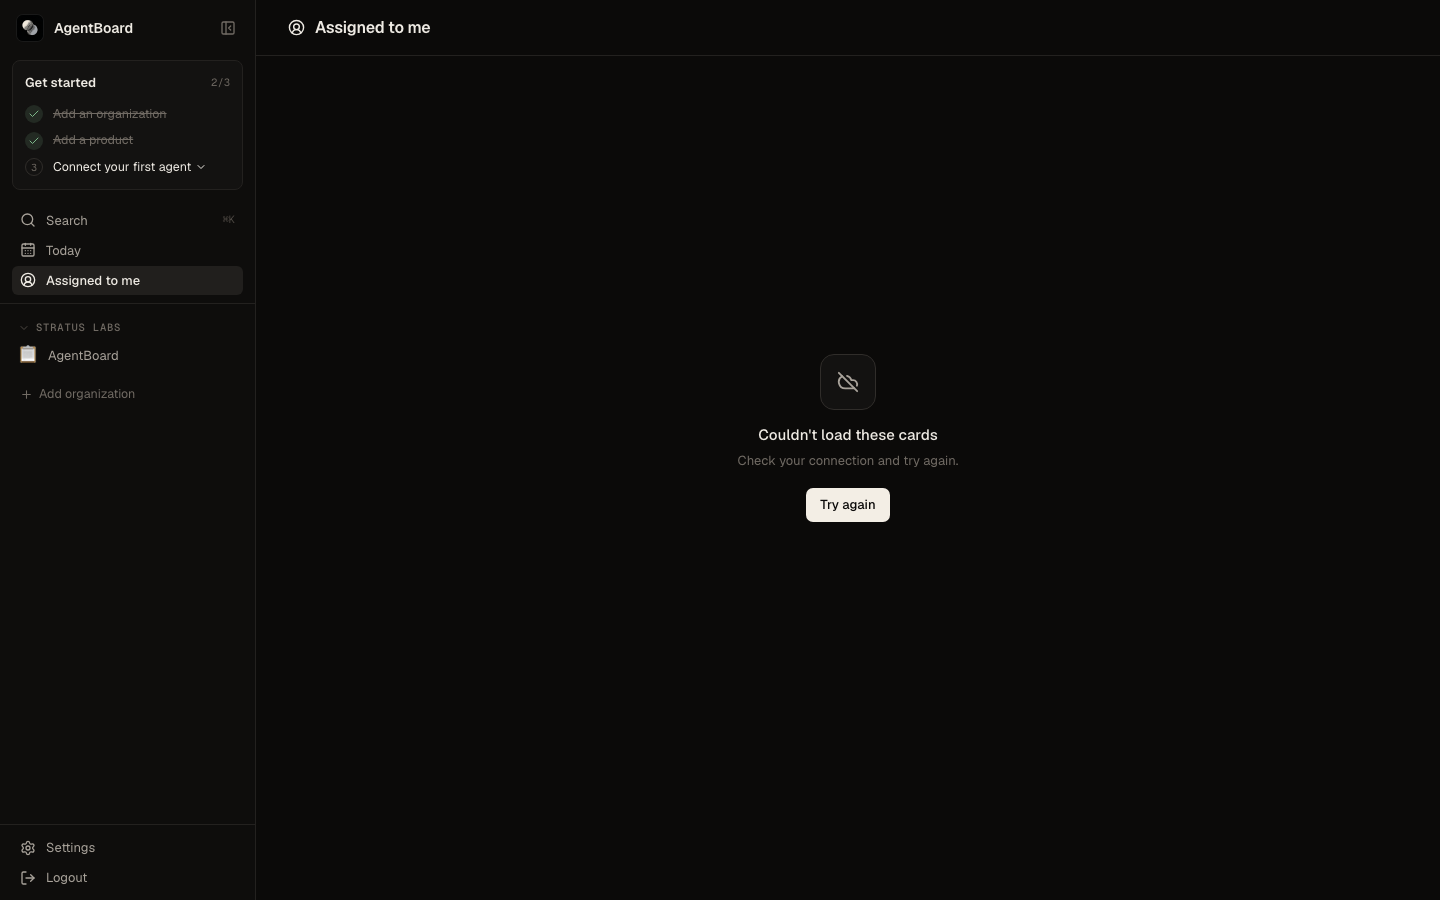 AgentBoard
Get started 2/3
Add an organization
Add a product
3 Connect your first agent
Search ⌘K
Today
Assigned to me
STRATUS LABS
AgentBoard
Add organization
Settings
Logout
Assigned to me
Couldn't load these cards
Check your connection and try again.
Try again